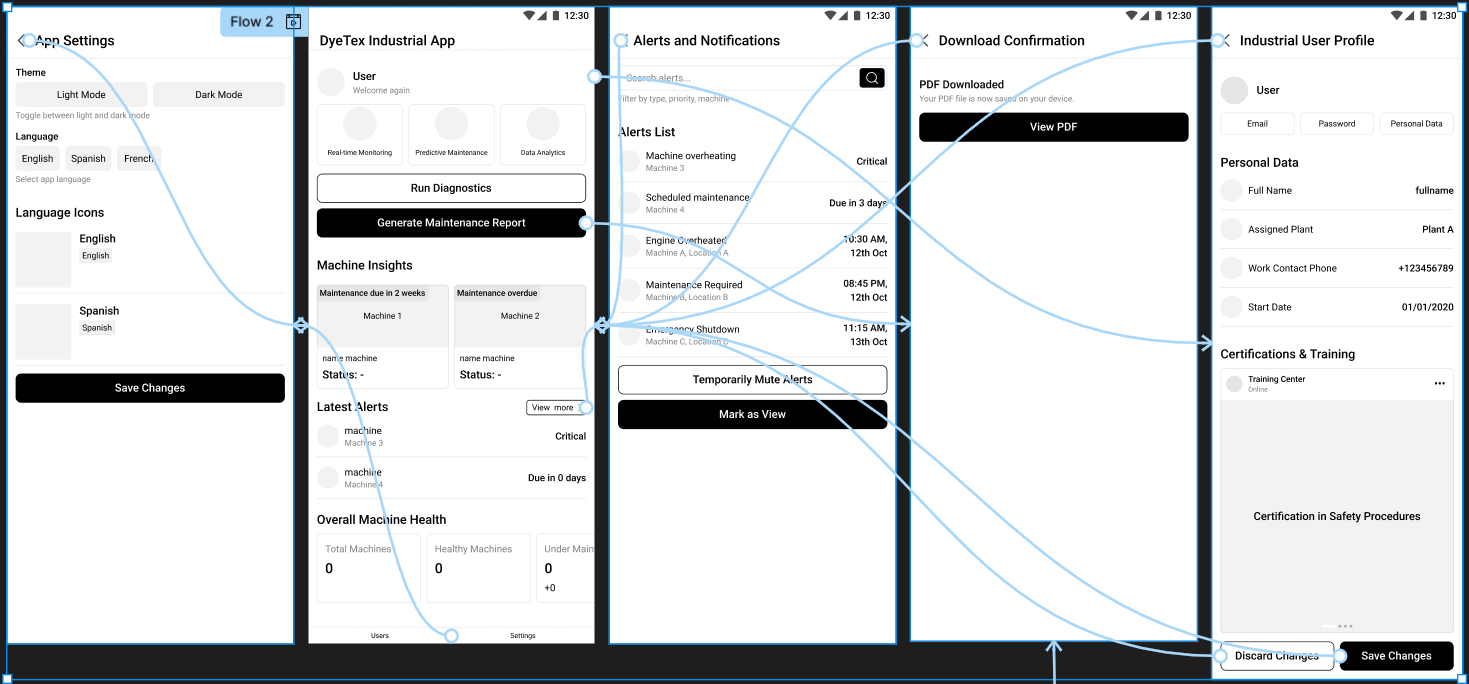 Flow 2
App Settings
Theme
Light Mode
Dark Mode
Toggle between light and dark mode
Language
English
Spanish
French
Select app language
Language Icons
English
English
Spanish
Spanish
Save Changes
12:30
DyeTex Industrial App
User
Welcome again
Real-time Monitoring
Predictive Maintenance
Data Analytics
Run Diagnostics
Generate Maintenance Report
Machine Insights
Maintenance due in 2 weeks
Machine 1
name machine
Status: -
Maintenance overdue
Machine 2
name machine
Status: -
Latest Alerts
View more
machine
Machine 3
Critical
machine
Machine 4
Due in 0 days
Overall Machine Health
Total Machines
0
Healthy Machines
0
Under Main
0
+0
Users
Settings
12:30
Alerts and Notifications
Search alerts...
Filter by type, priority, machine
Alerts List
Machine overheating
Machine 3
Critical
Scheduled maintenance
Machine 4
Due in 3 days
Engine Overheated
Machine A, Location A
10:30 AM,
12th Oct
Maintenance Required
Machine B, Location B
08:45 PM,
12th Oct
Emergency Shutdown
Machine C, Location C
11:15 AM,
13th Oct
Temporarily Mute Alerts
Mark as View
12:30
Download Confirmation
PDF Downloaded
Your PDF file is now saved on your device.
View PDF
12:30
Industrial User Profile
User
Email
Password
Personal Data
Personal Data
Full Name
fullname
Assigned Plant
Plant A
Work Contact Phone
+123456789
Start Date
01/01/2020
Certifications & Training
Training Center
Online
Certification in Safety Procedures
Discard Changes
Save Changes